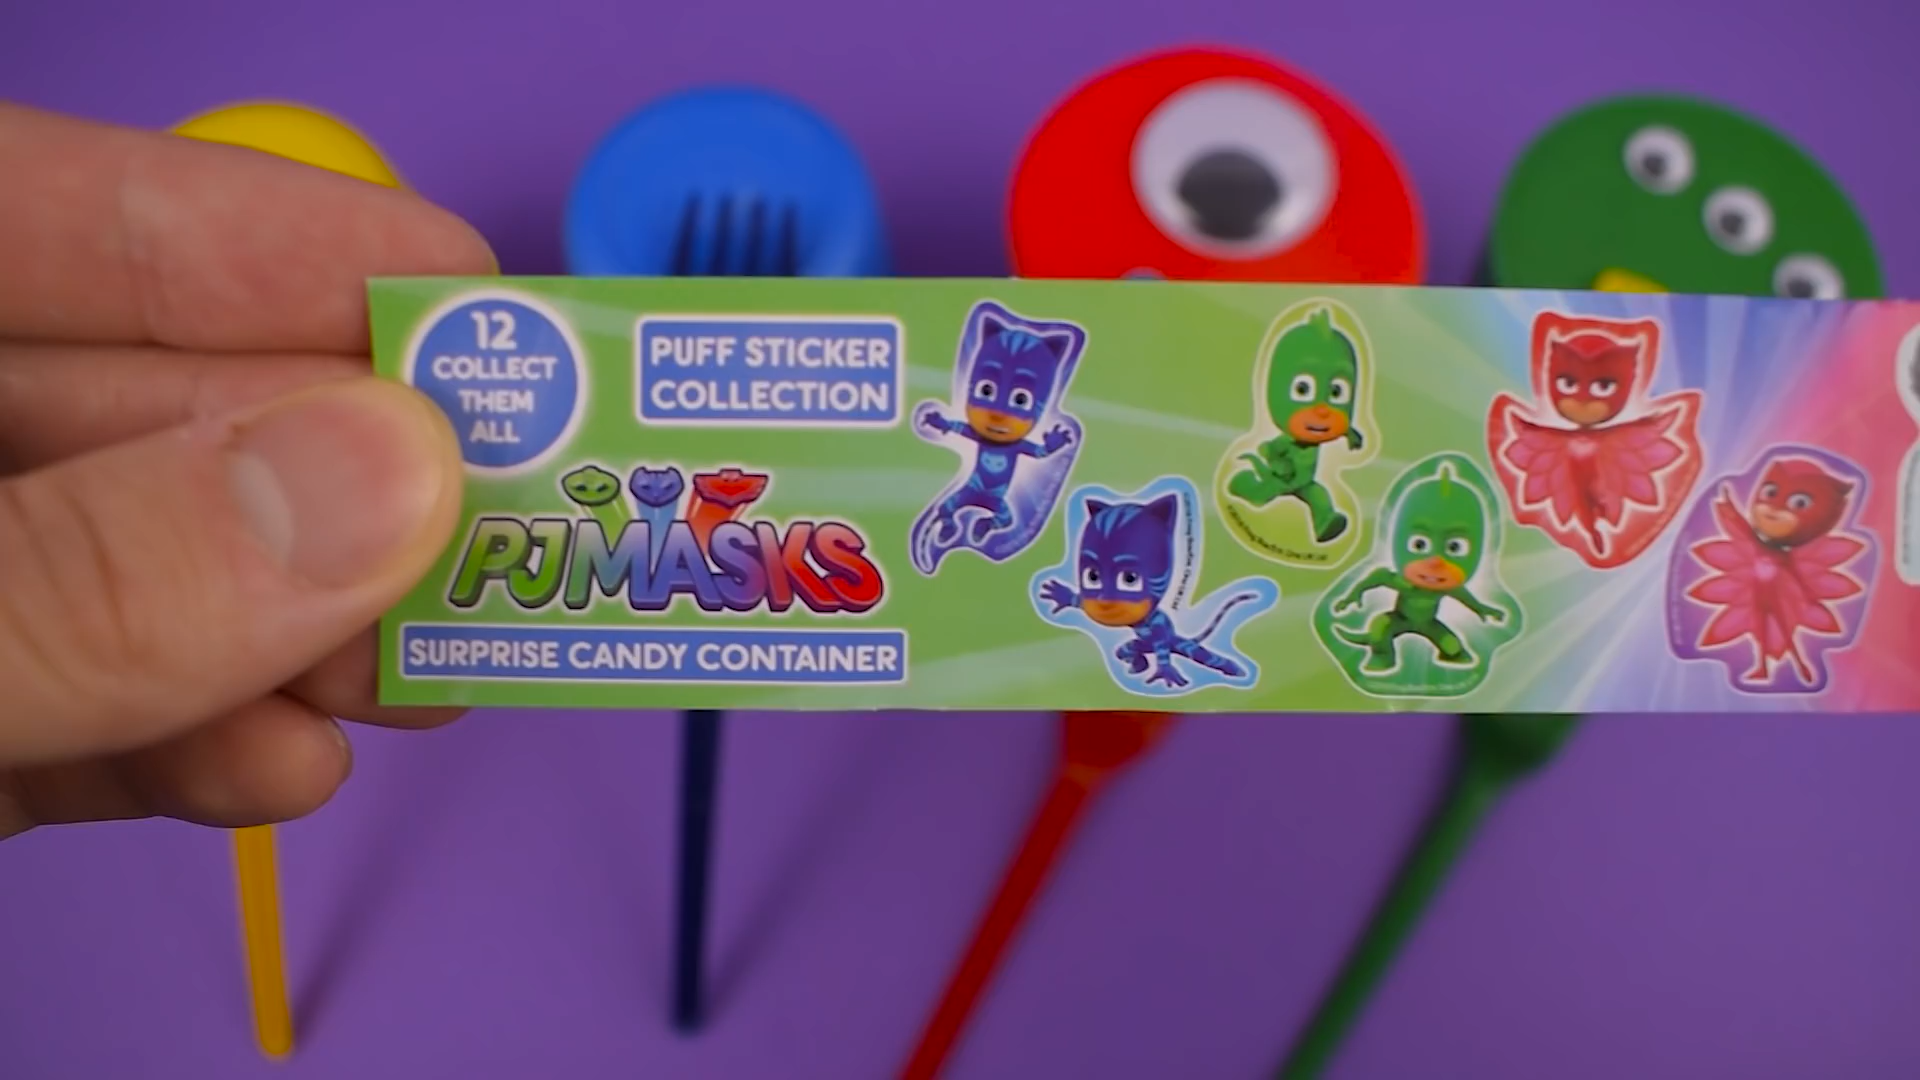 12
COLLECT
THEM
ALL
PUFF STICKER
COLLECTION
PJMASKS
SURPRISE CANDY CONTAINER